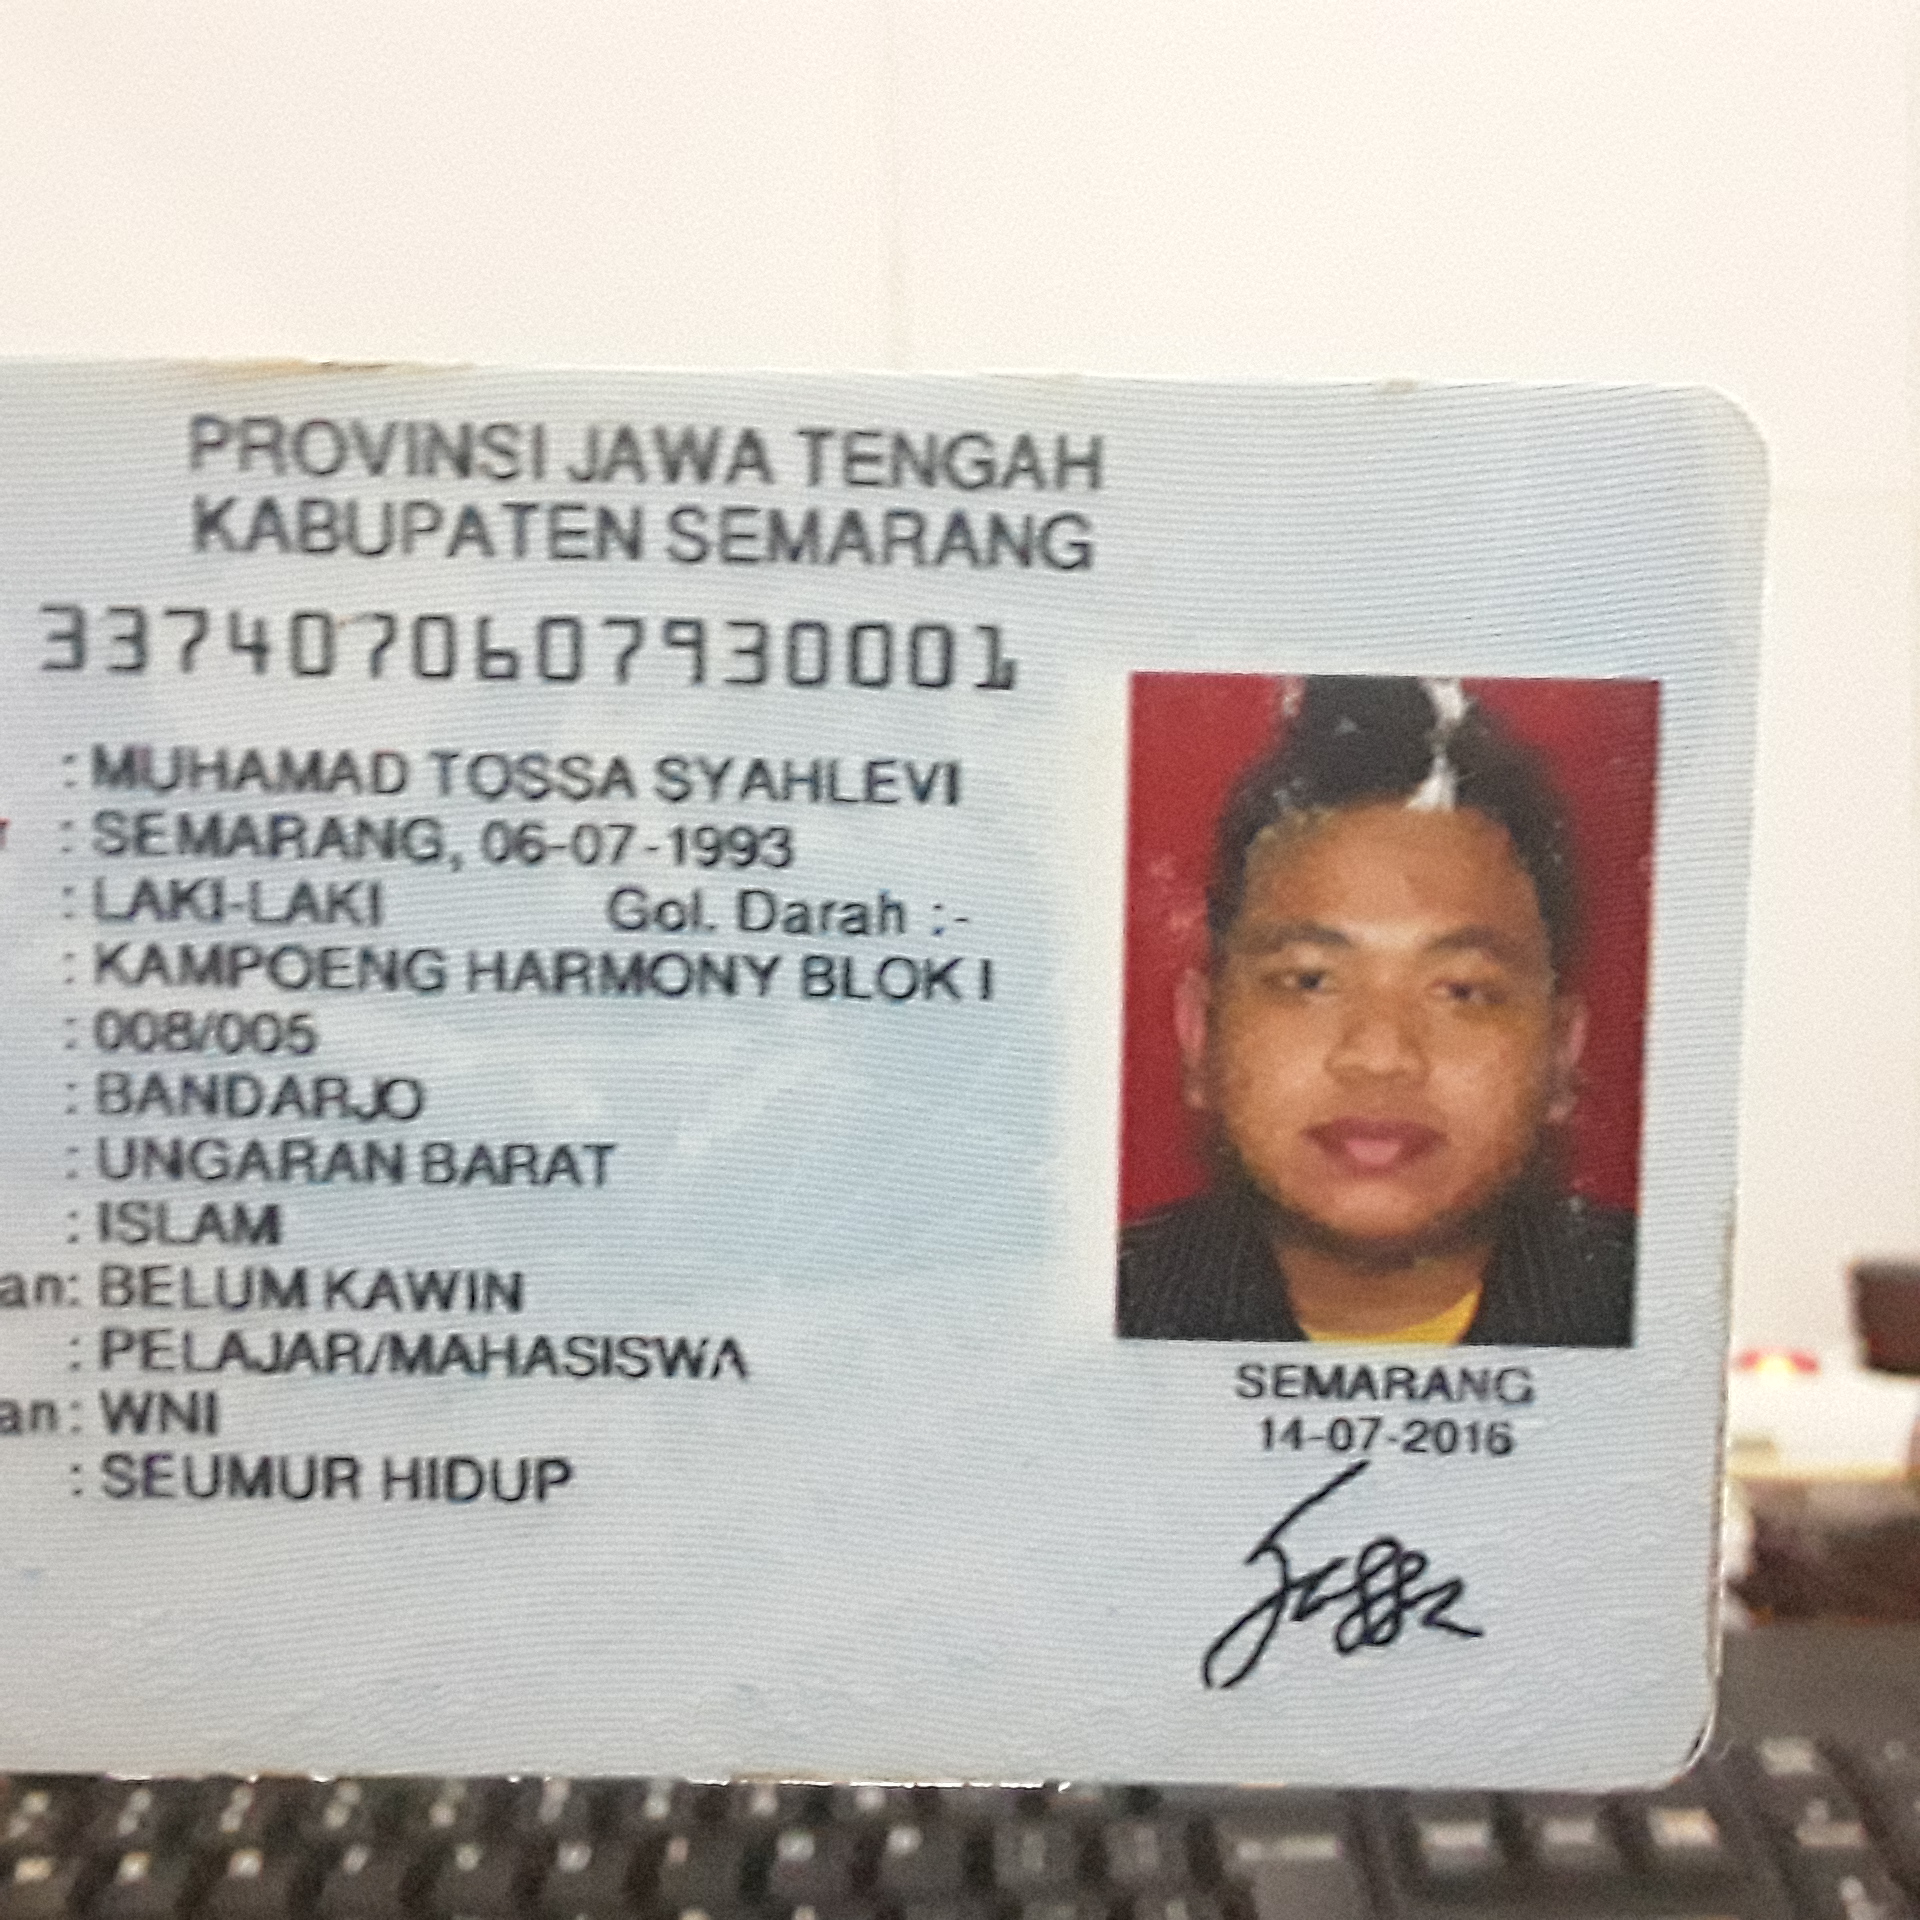 PROVINSI JAWA TENGAH
KABUPATEN SEMARANG
3374070607930001
: MUHAMAD TOSSA SYAHLEVI
: SEMARANG, 06-07-1993
: LAKI-LAKI Gol. Darah :-
: KAMPOENG HARMONY BLOK I
: 008/005
: BANDARJO
: UNGARAN BARAT
: ISLAM
an: BELUM KAWIN
: PELAJAR/MAHASISWA
an: WNI
: SEUMUR HIDUP
SEMARANG
14-07-2016